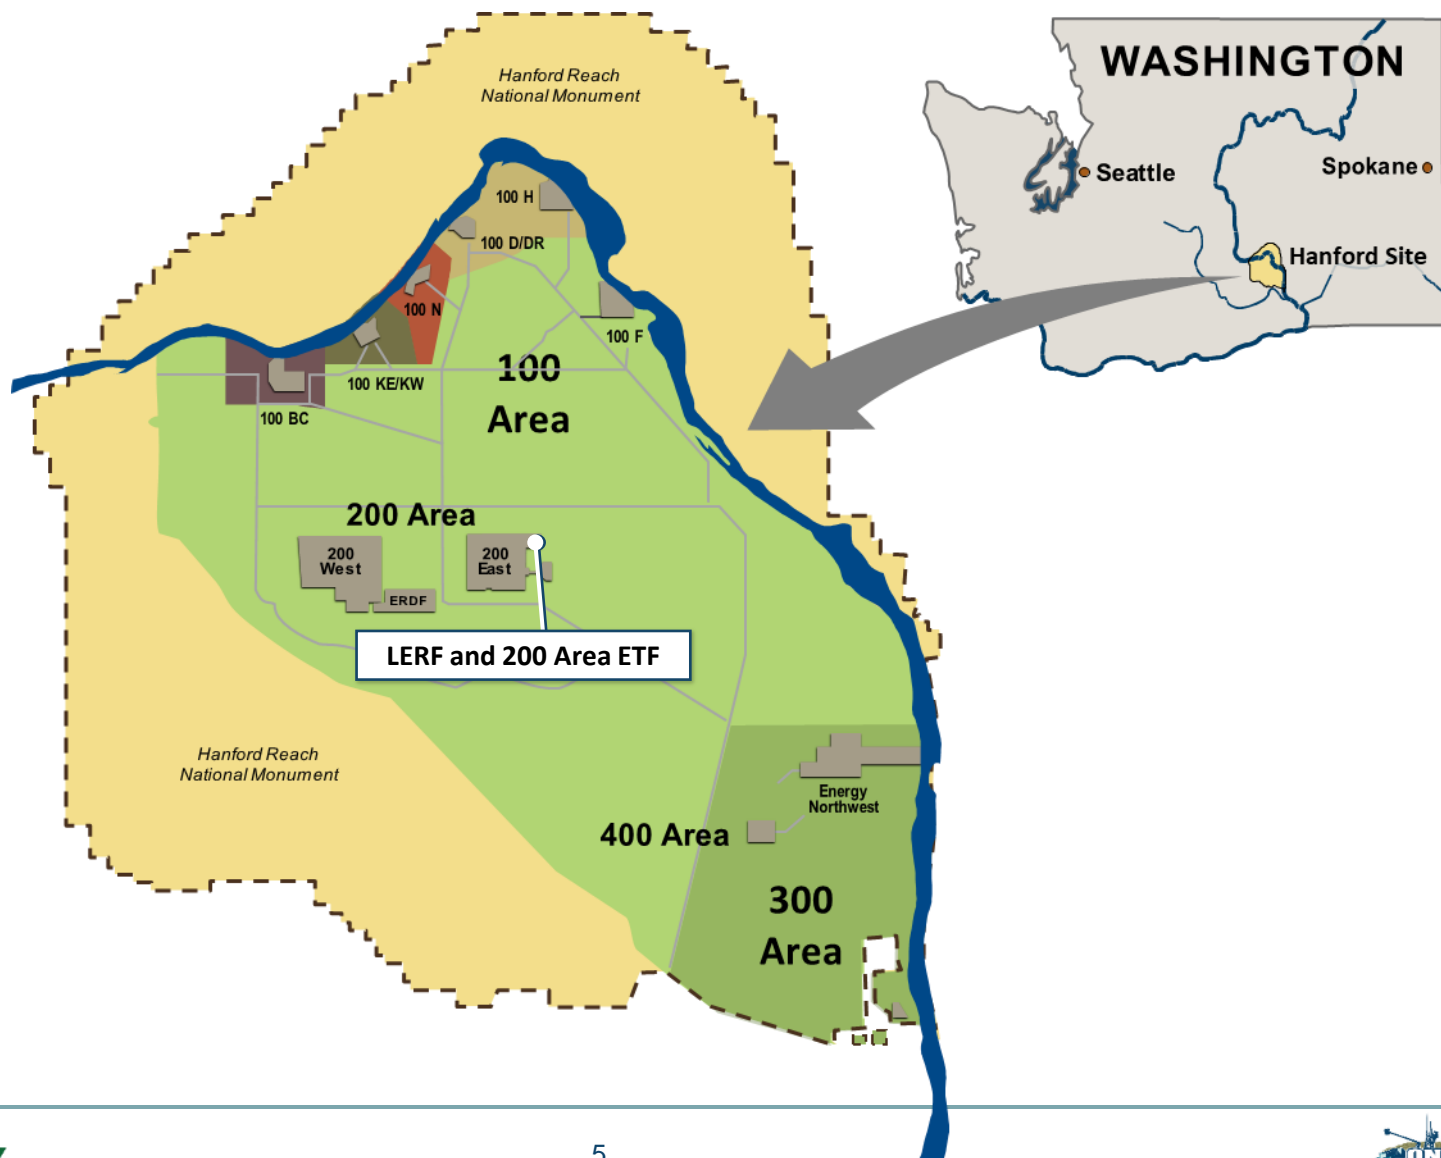 WASHINGTON
Seattle
Spokane
Hanford Site
Hanford Reach
National Monument
100 H
100 D/DR
100 N
100 F
100 KE/KW
100 BC
100
Area
200 Area
200
West
200
East
ERDF
LERF and 200 Area ETF
Hanford Reach
National Monument
Energy
Northwest
400 Area
300
Area
5